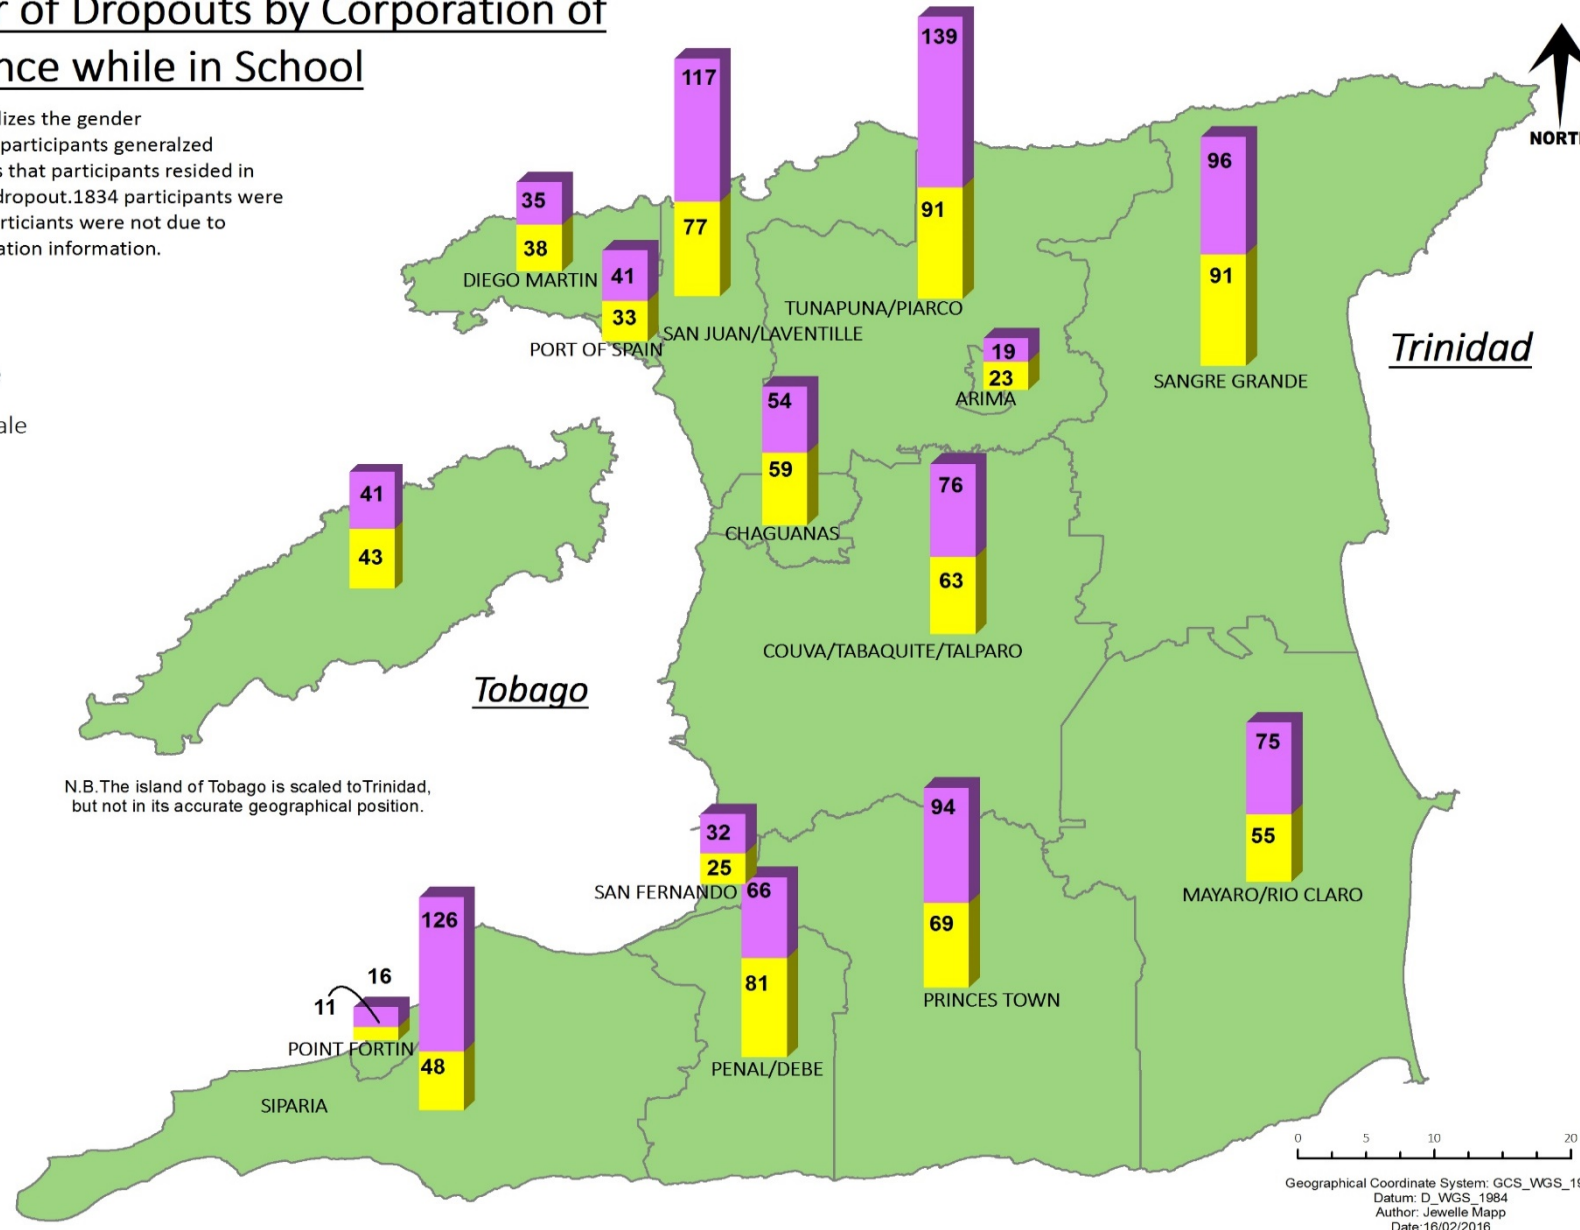 r of Dropouts by Corporation of
nce while in School
lizes the gender
participants generalzed
s that participants resided in
dropout.1834 participants were
rticiants were not due to
ation information.
ale
139
117
NORTH
96
35
91
77
38
91
DIEGO MARTIN
41
TUNAPUNA/PIARCO
33
SAN JUAN/LAVENTILLE
PORT OF SPAIN
Trinidad
19
23
SANGRE GRANDE
ARIMA
54
59
76
41
CHAGUANAS
43
63
COUVA/TABAQUITE/TALPARO
Tobago
75
N.B.The island of Tobago is scaled toTrinidad,
but not in its accurate geographical position.
94
32
55
25
SAN FERNANDO
66
MAYARO/RIO CLARO
126
69
16
81
11
PRINCES TOWN
POINT FORTIN
48
PENAL/DEBE
SIPARIA
0 5 10 20
Geographical Coordinate System: GCS_WGS_19
Datum: D_WGS_1984
Author: Jewelle Mapp
Date:16/02/2016